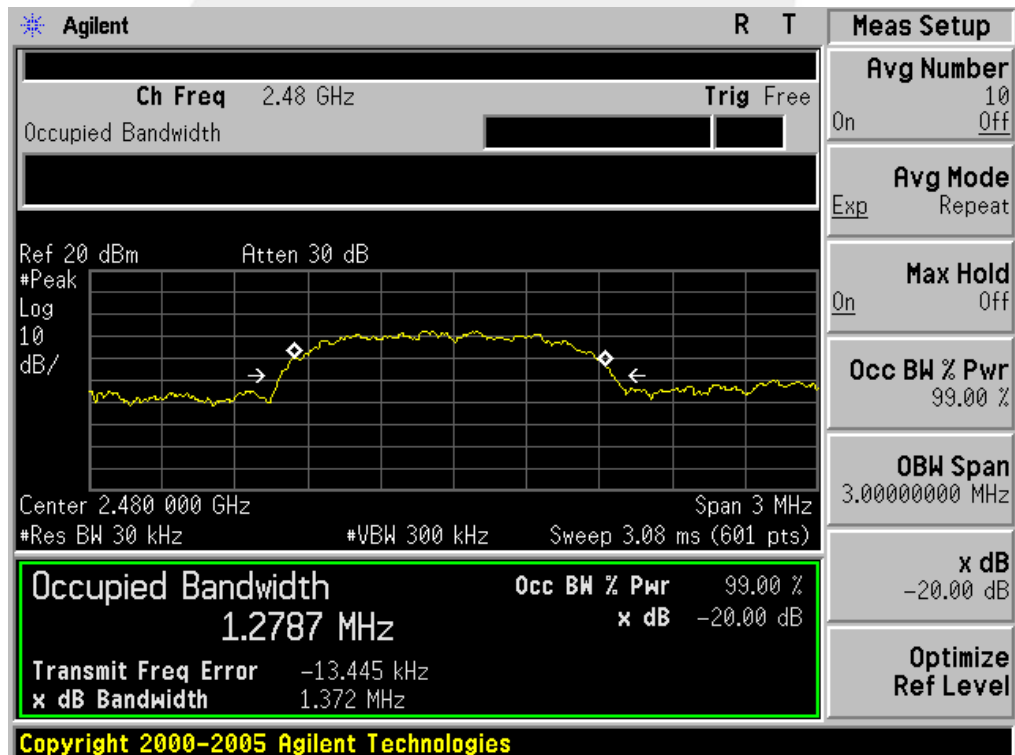 Agilent R T
Ch Freq 2.48 GHz Trig Free
Occupied Bandwidth
Ref 20 dBm Atten 30 dB
#Peak
Log
10
dB/
Center 2.480 000 GHz Span 3 MHz
#Res BW 30 kHz #VBW 300 kHz Sweep 3.08 ms (601 pts)
Occupied Bandwidth Occ BW % Pwr 99.00 %
1.2787 MHz x dB -20.00 dB
Transmit Freq Error -13.445 kHz
x dB Bandwidth 1.372 MHz
Copyright 2000-2005 Agilent Technologies
Meas Setup
Avg Number
10
On Off
Avg Mode
Exp Repeat
Max Hold
On Off
Occ BW % Pwr
99.00 %
OBW Span
3.00000000 MHz
x dB
-20.00 dB
Optimize
Ref Level